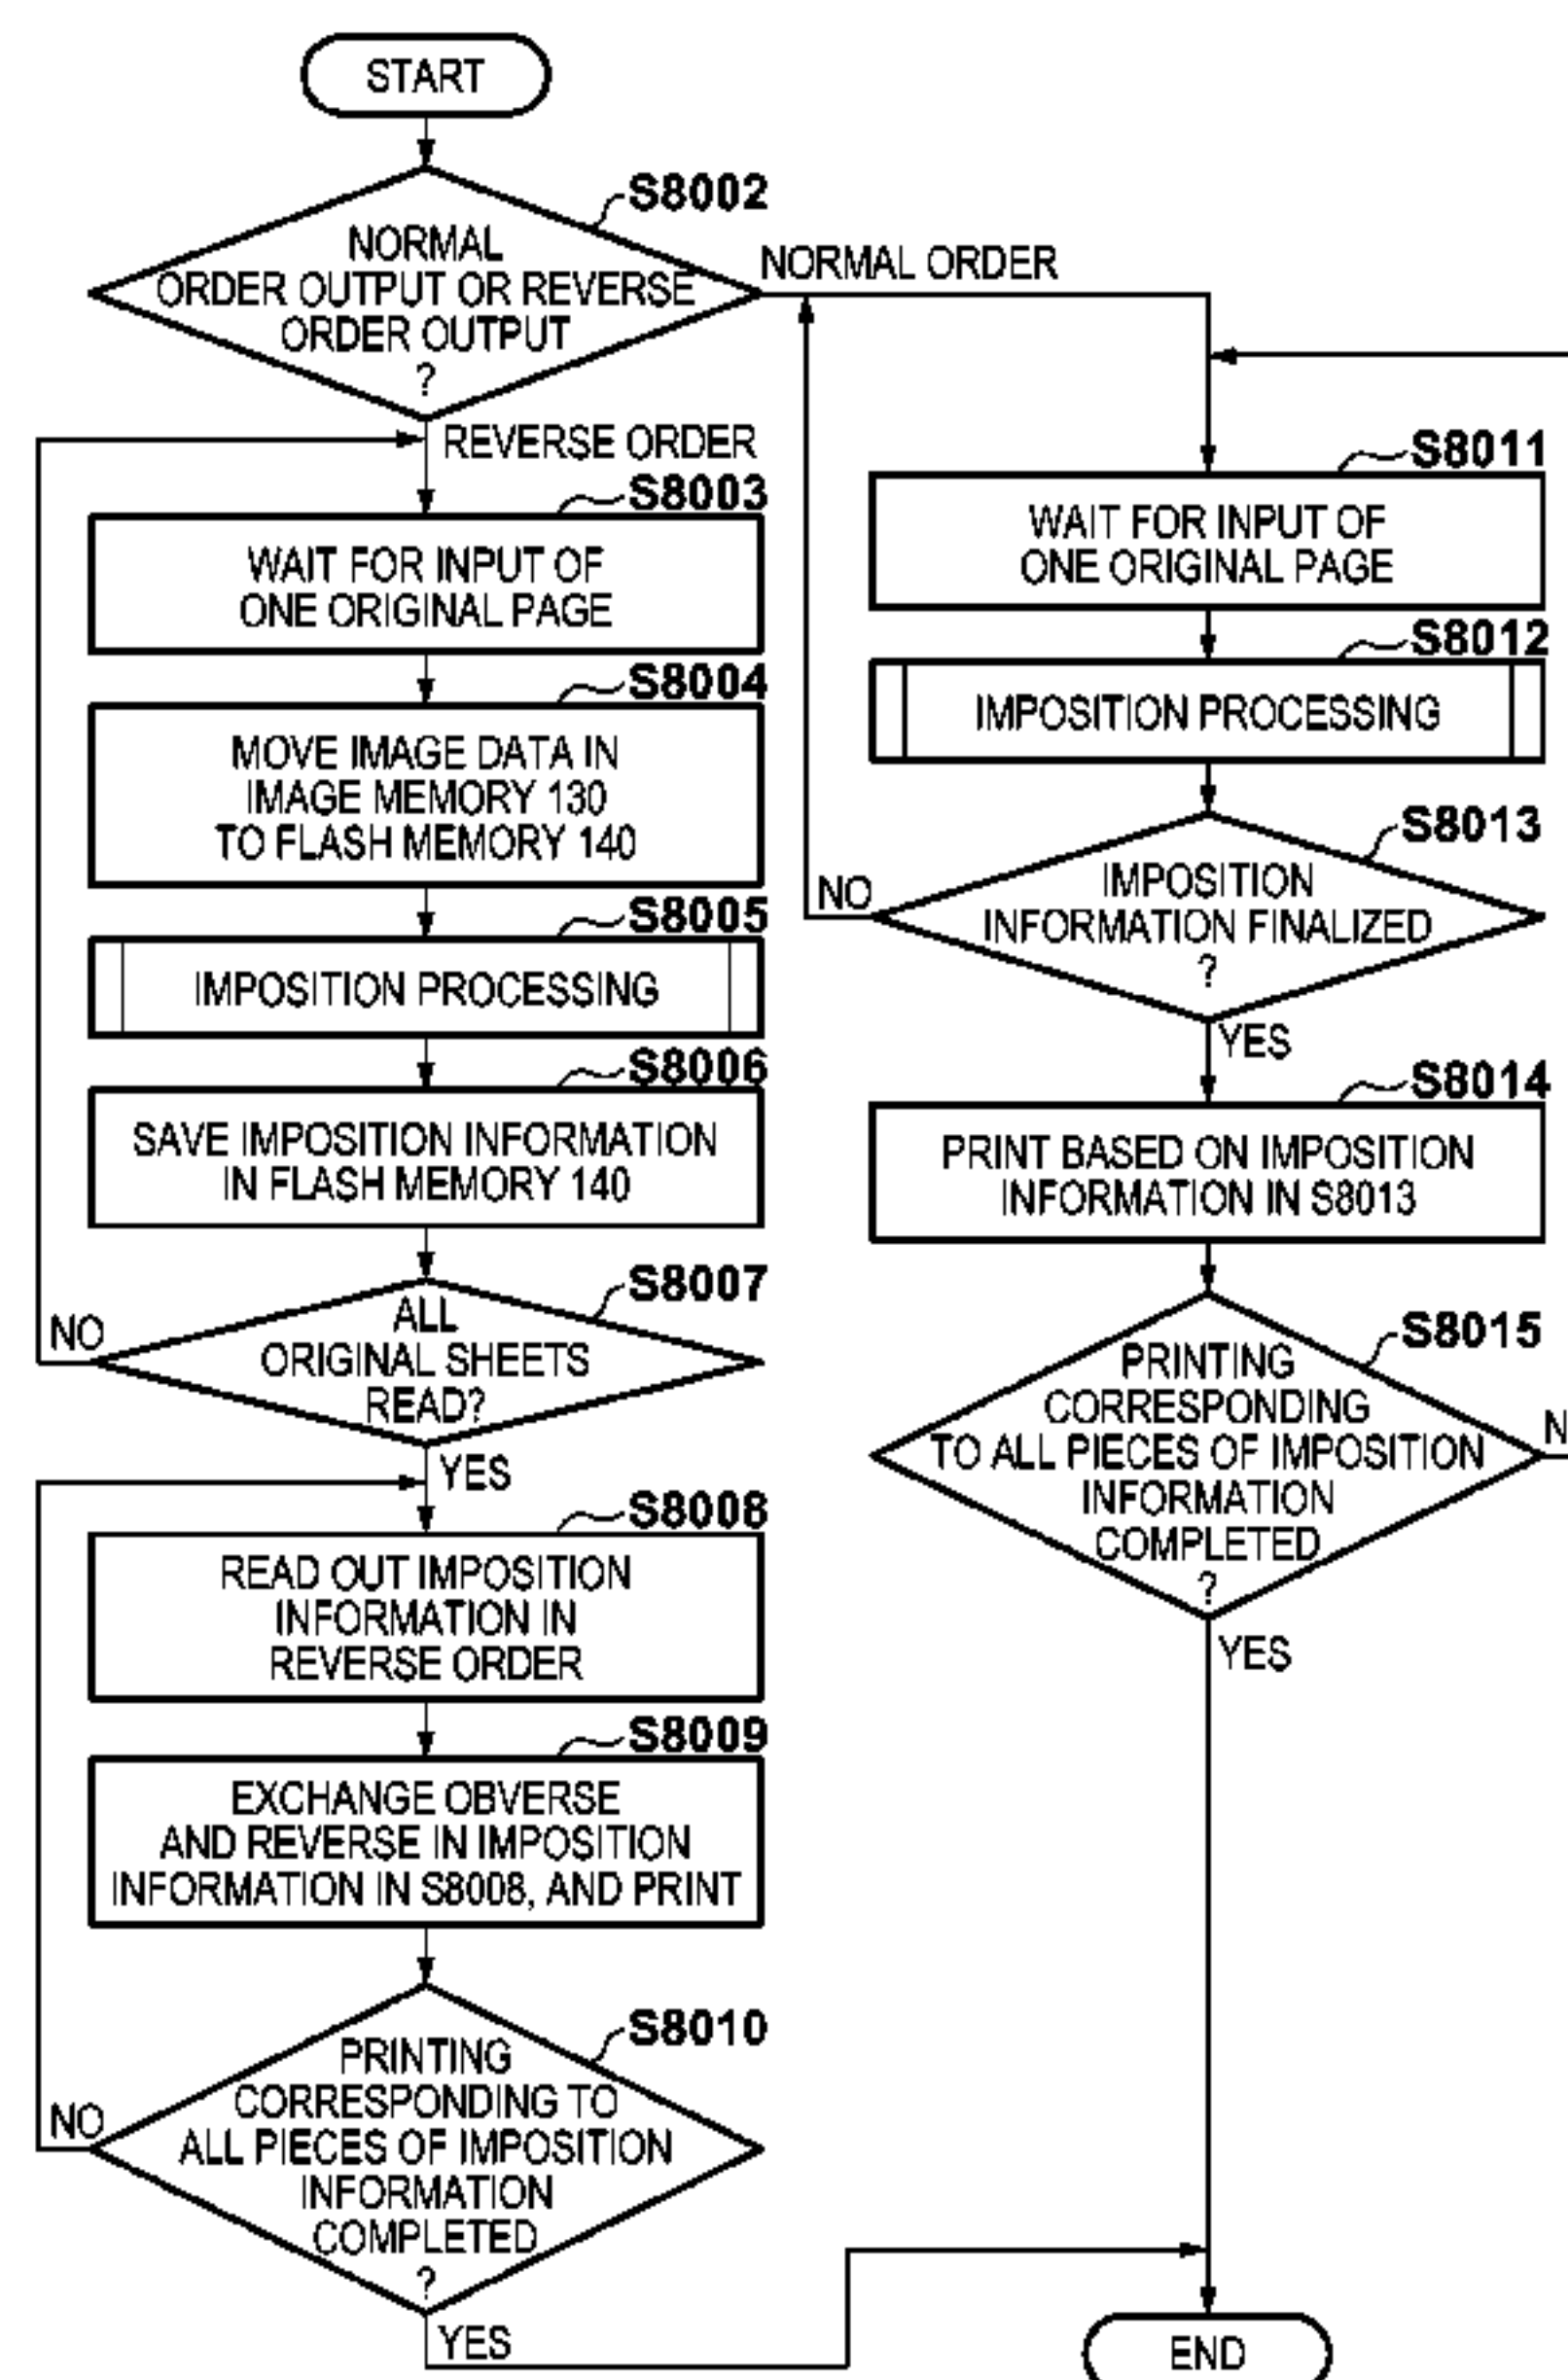 START
S8002
NORMAL
ORDER OUTPUT OR REVERSE
ORDER OUTPUT
?
NORMAL ORDER
REVERSE ORDER
S8003
WAIT FOR INPUT OF
ONE ORIGINAL PAGE
S8004
MOVE IMAGE DATA IN
IMAGE MEMORY 130
TO FLASH MEMORY 140
S8005
IMPOSITION PROCESSING
S8006
SAVE IMPOSITION INFORMATION
IN FLASH MEMORY 140
S8007
ALL
ORIGINAL SHEETS
READ?
NO
YES
S8008
READ OUT IMPOSITION
INFORMATION IN
REVERSE ORDER
S8009
EXCHANGE OBVERSE
AND REVERSE IN IMPOSITION
INFORMATION IN S8008, AND PRINT
S8010
PRINTING
CORRESPONDING TO
ALL PIECES OF IMPOSITION
INFORMATION
COMPLETED
?
NO
YES
S8011
WAIT FOR INPUT OF
ONE ORIGINAL PAGE
S8012
IMPOSITION PROCESSING
S8013
IMPOSITION
INFORMATION FINALIZED
?
NO
YES
S8014
PRINT BASED ON IMPOSITION
INFORMATION IN S8013
S8015
PRINTING
CORRESPONDING
TO ALL PIECES OF IMPOSITION
INFORMATION
COMPLETED
?
YES
END